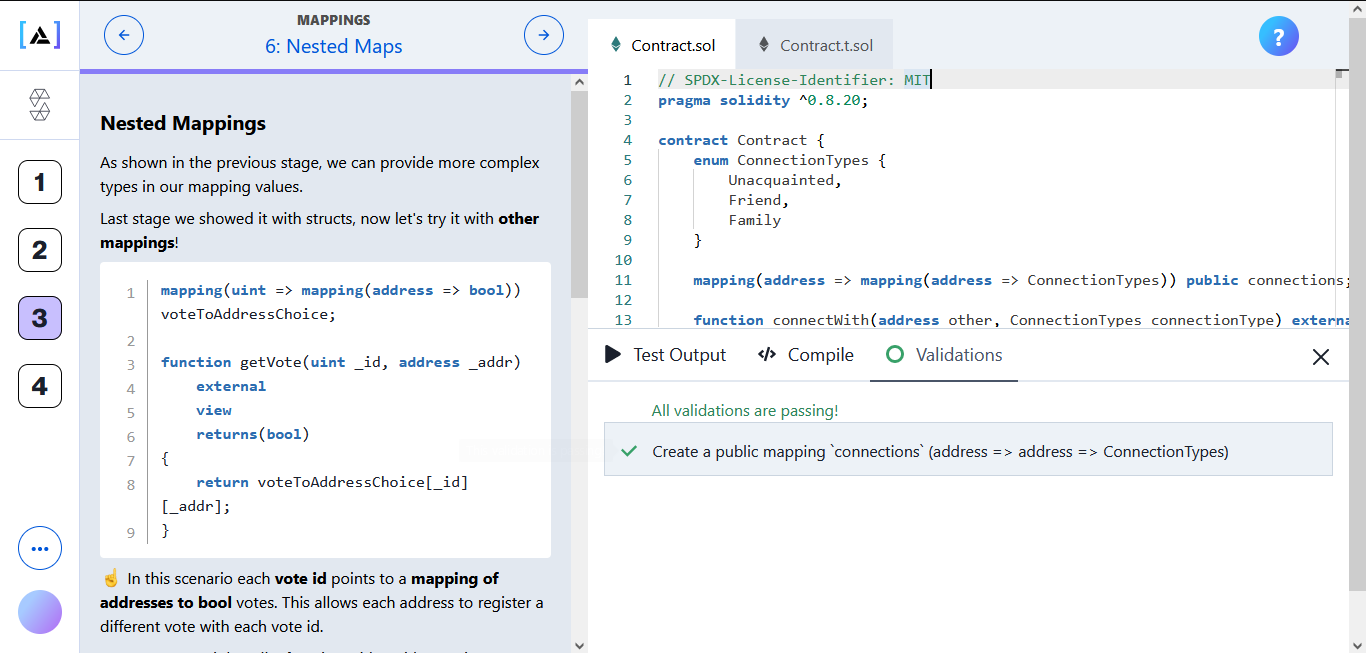 MAPPINGS
6: Nested Maps
1
2
3
4
Nested Mappings
As shown in the previous stage, we can provide more complex
types in our mapping values.
Last stage we showed it with structs, now let's try it with other
mappings!
1 mapping(uint => mapping(address => bool))
voteToAddressChoice;
2
3 function getVote(uint _id, address _addr)
4 external
5 view
6 returns(bool)
7 {
8 return voteToAddressChoice[_id]
[_addr];
9 }
☝️ In this scenario each vote id points to a mapping of
addresses to bool votes. This allows each address to register a
different vote with each vote id.
Contract.sol
Contract.t.sol
?
1 // SPDX-License-Identifier: MIT
2 pragma solidity ^0.8.20;
3
4 contract Contract {
5 enum ConnectionTypes {
6 Unacquainted,
7 Friend,
8 Family
9 }
10
11 mapping(address => mapping(address => ConnectionTypes)) public connections;
12
13 function connectWith(address other, ConnectionTypes connectionType) externa
Test Output
Compile
Validations
All validations are passing!
Create a public mapping `connections` (address => address => ConnectionTypes)